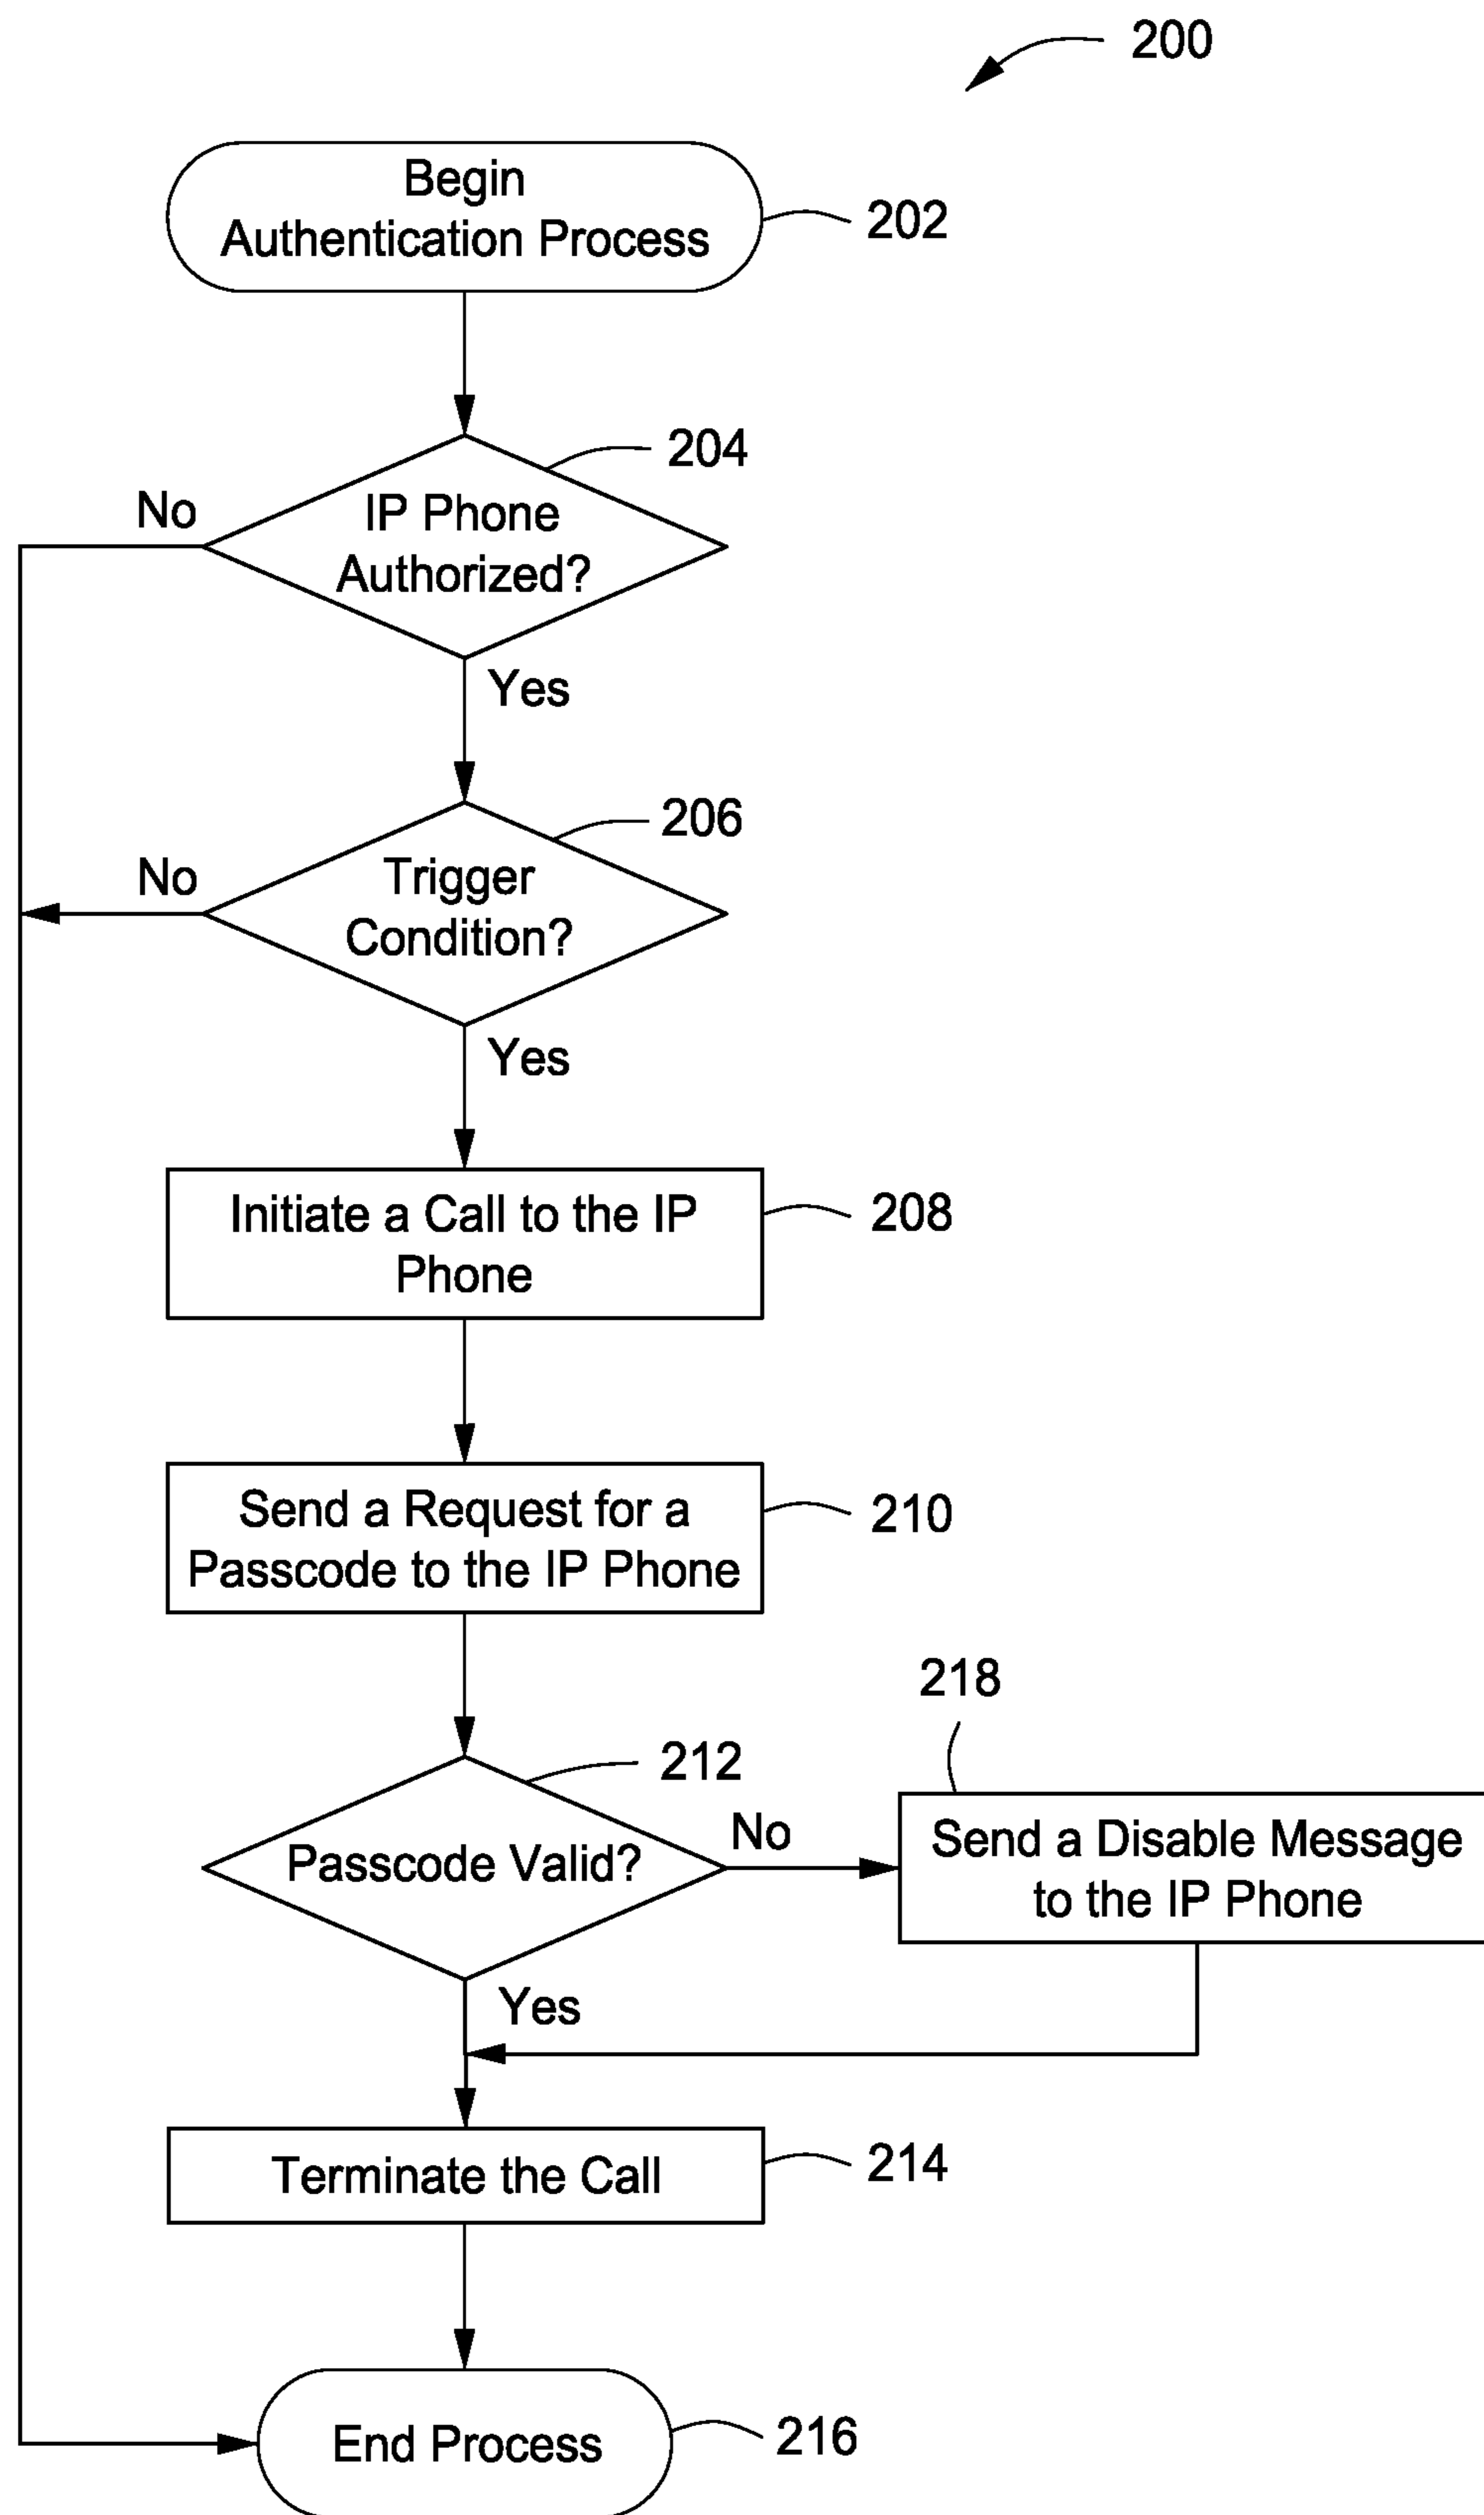 200
Begin
Authentication Process
202
204
No
IP Phone
Authorized?
Yes
206
No
Trigger
Condition?
Yes
Initiate a Call to the IP
Phone
208
Send a Request for a
Passcode to the IP Phone
210
218
212
No
Passcode Valid?
Send a Disable Message
to the IP Phone
Yes
Terminate the Call
214
End Process
216